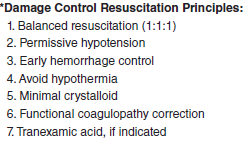 *Damage Control Resuscitation Principles:
1. Balanced resuscitation (1:1:1)
2. Permissive hypotension
3. Early hemorrhage control
4. Avoid hypothermia
5. Minimal crystalloid
6. Functional coagulopathy correction
7. Tranexamic acid, if indicated